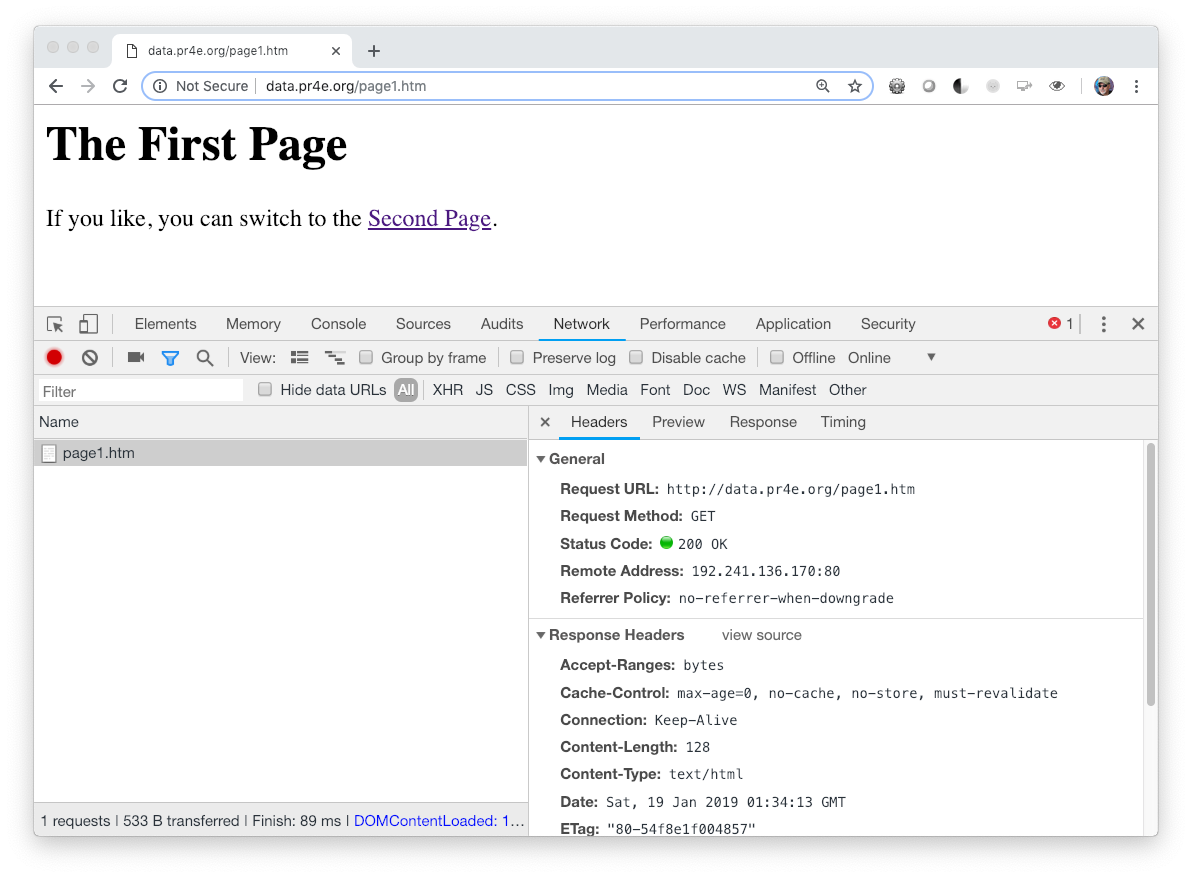 data.pr4e.org/page1.htm
Not Secure data.pr4e.org/page1.htm
The First Page
If you like, you can switch to the Second Page.
Elements Memory Console Sources Audits Network Performance Application Security 1
View: Group by frame Preserve log Disable cache Offline Online
Filter Hide data URLs All XHR JS CSS Img Media Font Doc WS Manifest Other
Name
page1.htm
1 requests | 533 B transferred | Finish: 89 ms | DOMContentLoaded: 1…
Headers Preview Response Timing
General
Request URL: http://data.pr4e.org/page1.htm
Request Method: GET
Status Code: 200 OK
Remote Address: 192.241.136.170:80
Referrer Policy: no-referrer-when-downgrade
Response Headers view source
Accept-Ranges: bytes
Cache-Control: max-age=0, no-cache, no-store, must-revalidate
Connection: Keep-Alive
Content-Length: 128
Content-Type: text/html
Date: Sat, 19 Jan 2019 01:34:13 GMT
ETag: "80-54f8e1f004857"